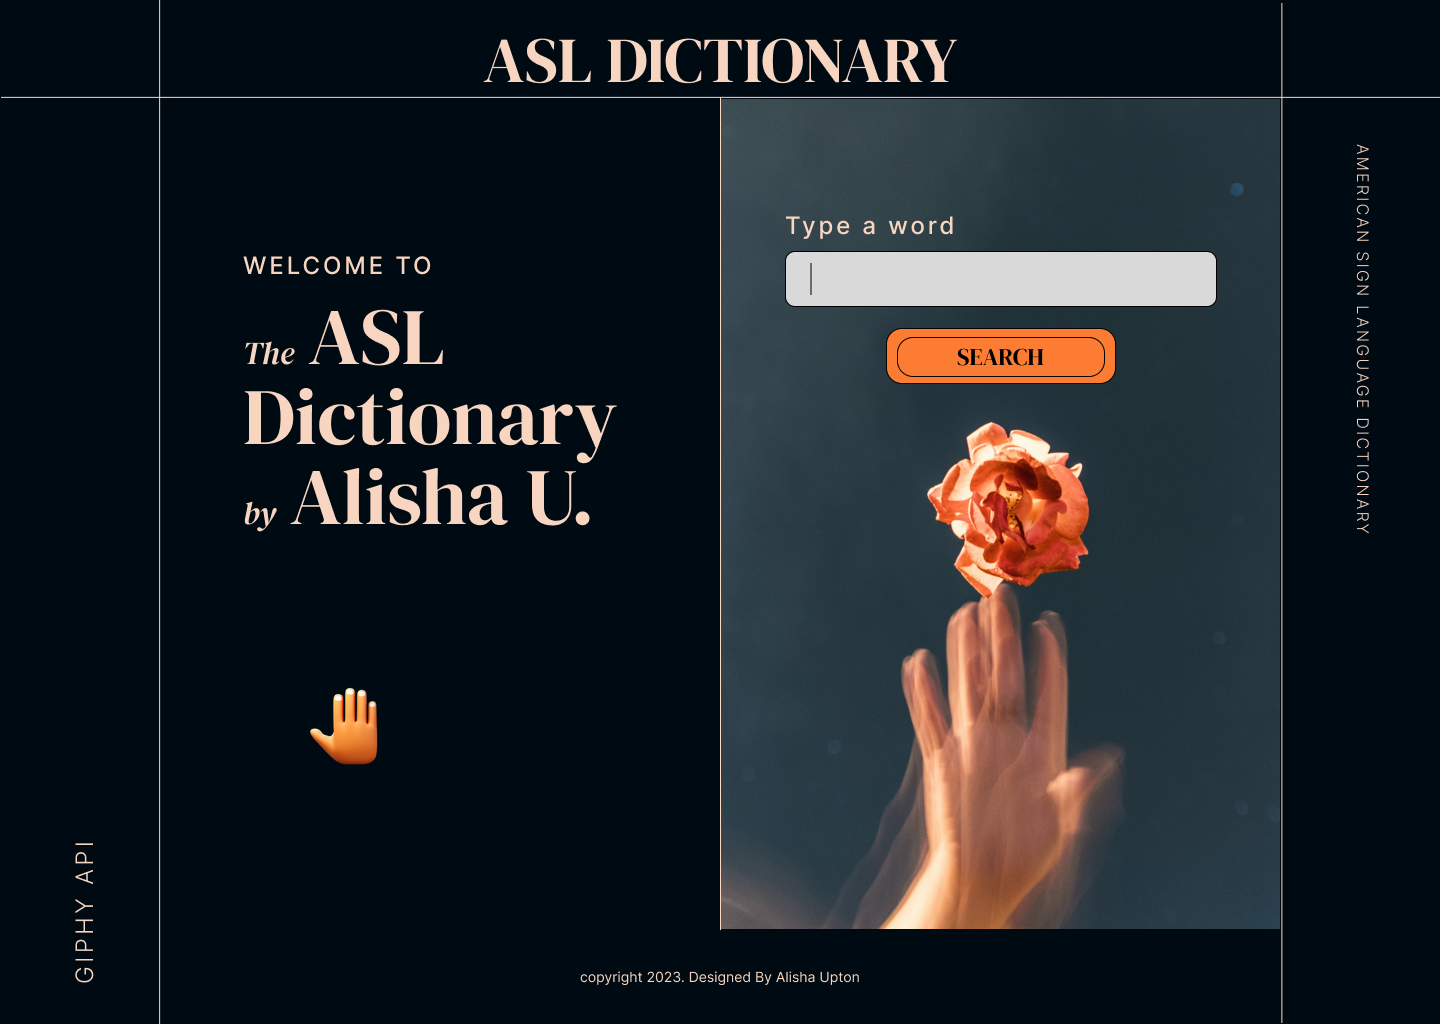 ASL DICTIONARY
WELCOME TO
The ASL
Dictionary
by Alisha U.
Type a word
SEARCH
AMERICAN SIGN LANGUAGE DICTIONARY
GIPHY API
copyright 2023. Designed By Alisha Upton